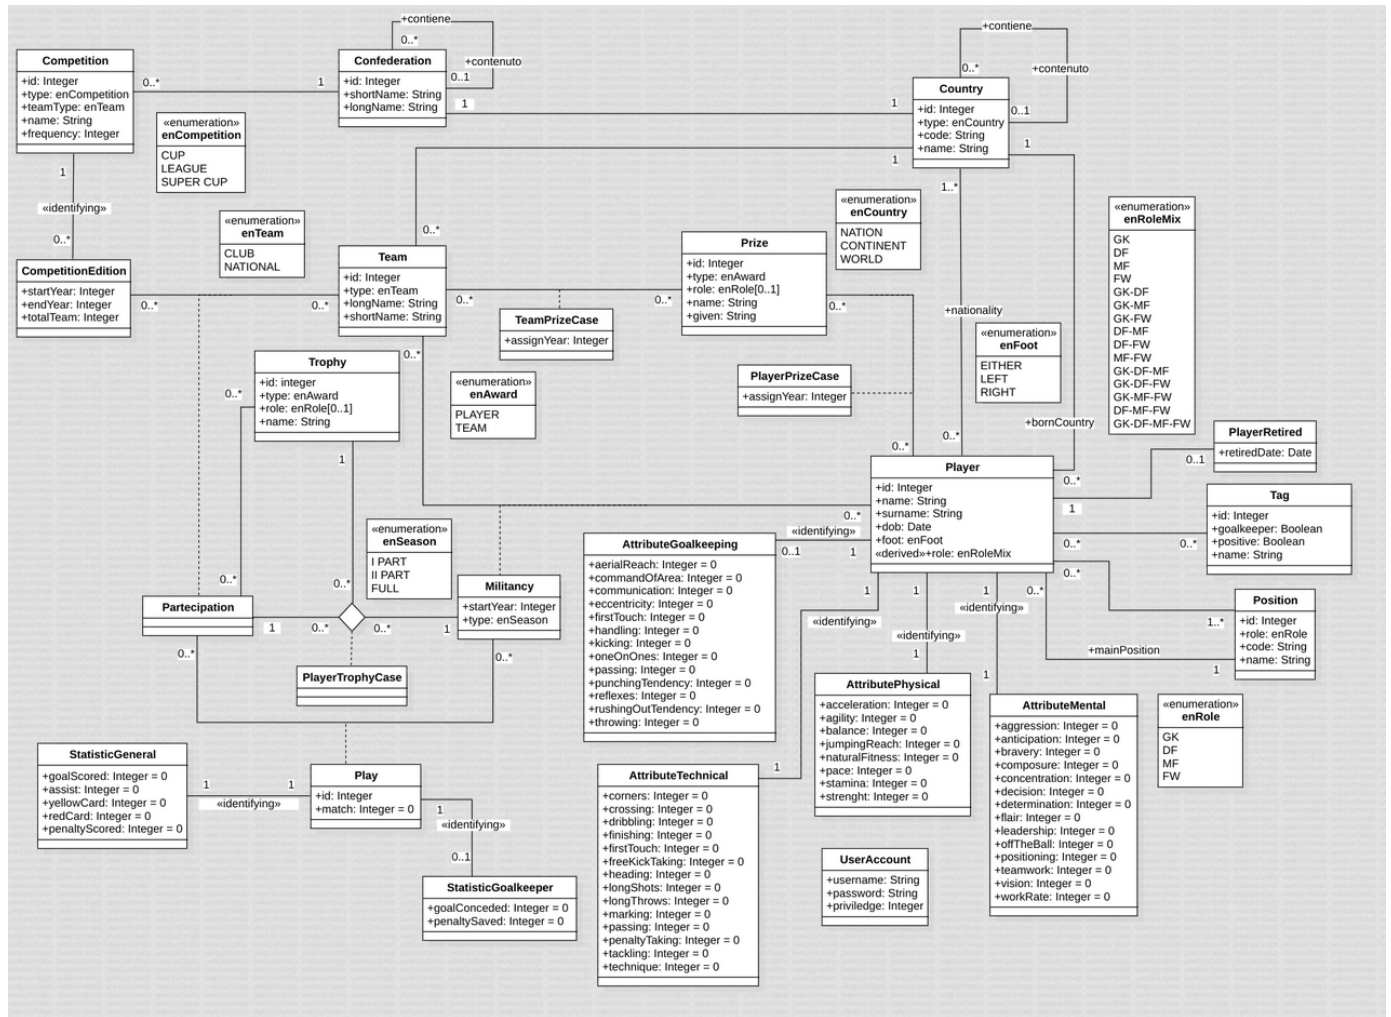 +contiene
0..*
+contenuto
0..1
Competition
+id: Integer
+type: enCompetition
+teamType: enTeam
+name: String
+frequency: Integer
0..*
1
Confederation
+id: Integer
+shortName: String
+longName: String
1
1
+contiene
0..*
+contenuto
0..1
Country
+id: Integer
+type: enCountry
+code: String
+name: String
1
1
1..*
«enumeration»
enCompetition
CUP
LEAGUE
SUPER CUP
1
«identifying»
0..*
«enumeration»
enTeam
CLUB
NATIONAL
«enumeration»
enCountry
NATION
CONTINENT
WORLD
«enumeration»
enRoleMix
GK
DF
MF
FW
GK-DF
GK-MF
GK-FW
DF-MF
DF-FW
MF-FW
GK-DF-MF
GK-DF-FW
GK-MF-FW
DF-MF-FW
GK-DF-MF-FW
CompetitionEdition
+startYear: Integer
+endYear: Integer
+totalTeam: Integer
0..*
0..*
0..*
Team
+id: Integer
+type: enTeam
+longName: String
+shortName: String
0..*
0..*
0..*
Prize
+id: Integer
+type: enAward
+role: enRole[0..1]
+name: String
+given: String
0..*
TeamPrizeCase
+assignYear: Integer
+nationality
«enumeration»
enFoot
EITHER
LEFT
RIGHT
Trophy
+id: integer
+type: enAward
+role: enRole[0..1]
+name: String
0..*
1
«enumeration»
enAward
PLAYER
TEAM
PlayerPrizeCase
+assignYear: Integer
+bornCountry
0..*
0..*
0..*
PlayerRetired
+retiredDate: Date
0..1
1
Player
+id: Integer
+name: String
+surname: String
+dob: Date
+foot: enFoot
«derived»+role: enRoleMix
0..*
Tag
+id: Integer
+goalkeeper: Boolean
+positive: Boolean
+name: String
0..*
0..*
«enumeration»
enSeason
I PART
II PART
FULL
«identifying»
0..1
1
AttributeGoalkeeping
+aerialReach: Integer = 0
+commandOfArea: Integer = 0
+communication: Integer = 0
+eccentricity: Integer = 0
+firstTouch: Integer = 0
+handling: Integer = 0
+kicking: Integer = 0
+oneOnOnes: Integer = 0
+passing: Integer = 0
+punchingTendency: Integer = 0
+reflexes: Integer = 0
+rushingOutTendency: Integer = 0
+throwing: Integer = 0
0..*
0..*
Partecipation
1
0..*
0..*
1
0..*
0..*
Militancy
+startYear: Integer
+type: enSeason
PlayerTrophyCase
1
«identifying»
1
1
«identifying»
1
1
«identifying»
1
0..*
0..*
1..*
+mainPosition
1
Position
+id: Integer
+role: enRole
+code: String
+name: String
AttributePhysical
+acceleration: Integer = 0
+agility: Integer = 0
+balance: Integer = 0
+jumpingReach: Integer = 0
+naturalFitness: Integer = 0
+pace: Integer = 0
+stamina: Integer = 0
+strenght: Integer = 0
AttributeMental
+aggression: Integer = 0
+anticipation: Integer = 0
+bravery: Integer = 0
+composure: Integer = 0
+concentration: Integer = 0
+decision: Integer = 0
+determination: Integer = 0
+flair: Integer = 0
+leadership: Integer = 0
+offTheBall: Integer = 0
+positioning: Integer = 0
+teamwork: Integer = 0
+vision: Integer = 0
+workRate: Integer = 0
«enumeration»
enRole
GK
DF
MF
FW
StatisticGeneral
+goalScored: Integer = 0
+assist: Integer = 0
+yellowCard: Integer = 0
+redCard: Integer = 0
+penaltyScored: Integer = 0
1
1
«identifying»
Play
+id: Integer
+match: Integer = 0
1
«identifying»
0..1
StatisticGoalkeeper
+goalConceded: Integer = 0
+penaltySaved: Integer = 0
AttributeTechnical
+corners: Integer = 0
+crossing: Integer = 0
+dribbling: Integer = 0
+finishing: Integer = 0
+firstTouch: Integer = 0
+freeKickTaking: Integer = 0
+heading: Integer = 0
+longShots: Integer = 0
+longThrows: Integer = 0
+marking: Integer = 0
+passing: Integer = 0
+penaltyTaking: Integer = 0
+tackling: Integer = 0
+technique: Integer = 0
UserAccount
+username: String
+password: String
+priviledge: Integer